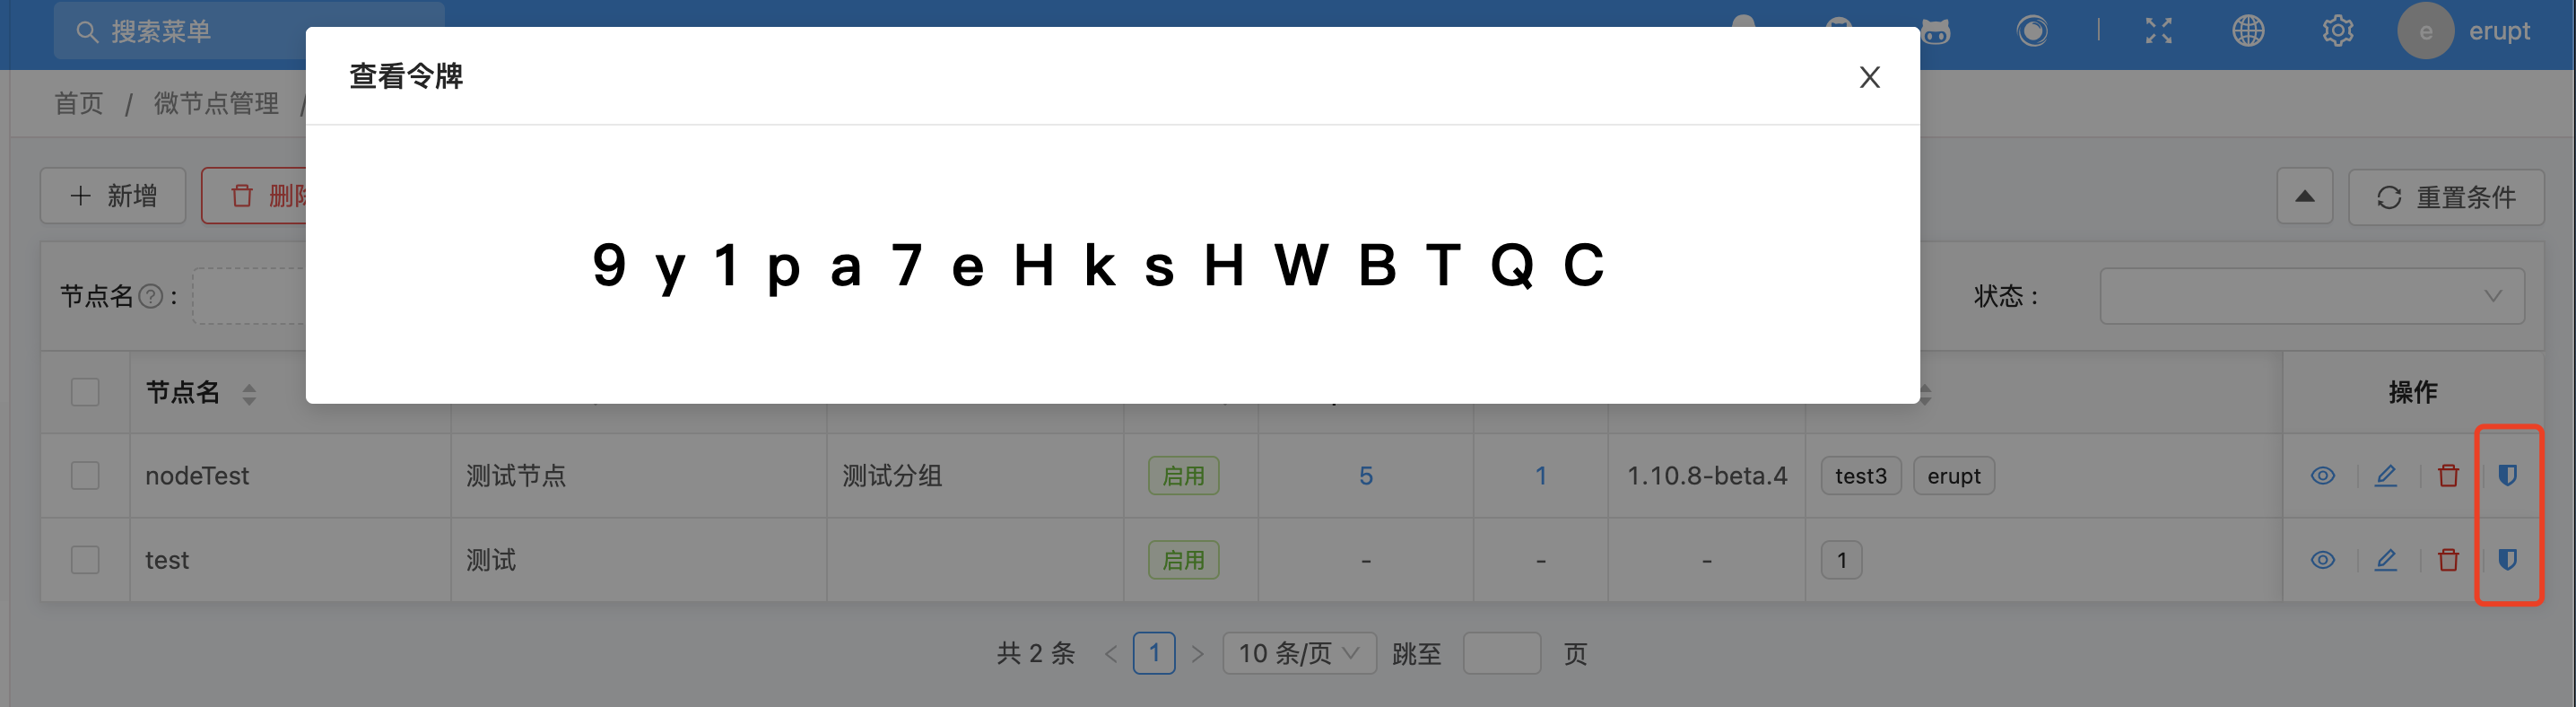 搜索菜单
e erupt
查看令牌
首页 / 微节点管理 /
新增
删除
重置条件
9 y 1 p a 7 e H k s H W B T Q C
节点名 ? :
状态 :
节点名
操作
nodeTest 测试节点 测试分组 启用 5 1 1.10.8-beta.4 test3 erupt
test 测试 启用 - - - 1
共 2 条 < 1 > 10 条/页 跳至 页